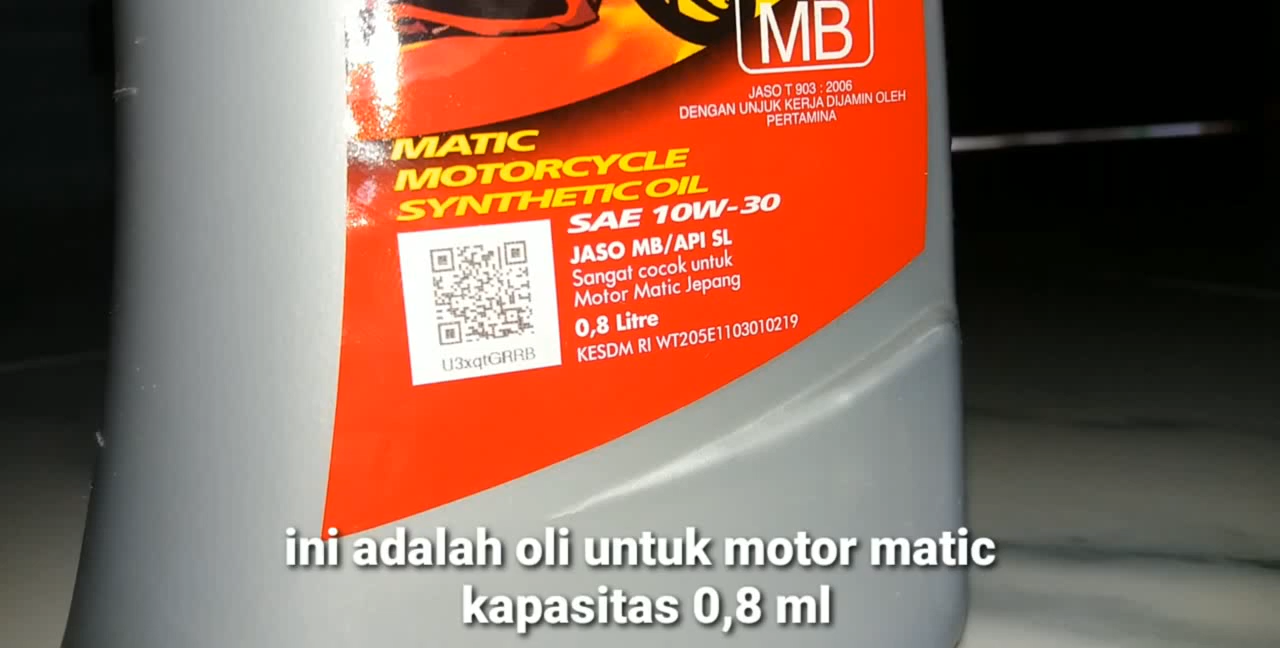 MB
JASO T 903 : 2006
DENGAN UNJUK KERJA DIJAMIN OLEH
PERTAMINA
MATIC
MOTORCYCLE
SYNTHETIC OIL
SAE 10W-30
JASO MB/API SL
Sangat cocok untuk
Motor Matic Jepang
0,8 Litre
KESDM RI WT205E1103010219
U3xqtGRRB
ini adalah oli untuk motor matic
kapasitas 0,8 ml